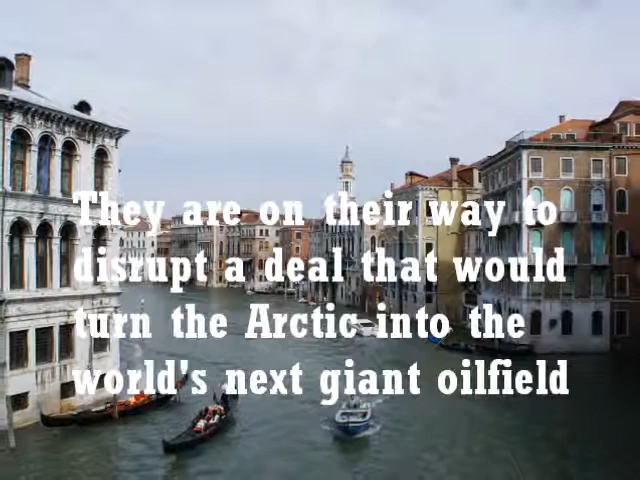 They are on their way to
disrupt a deal that would
turn the Arctic into the
world's next giant oilfield